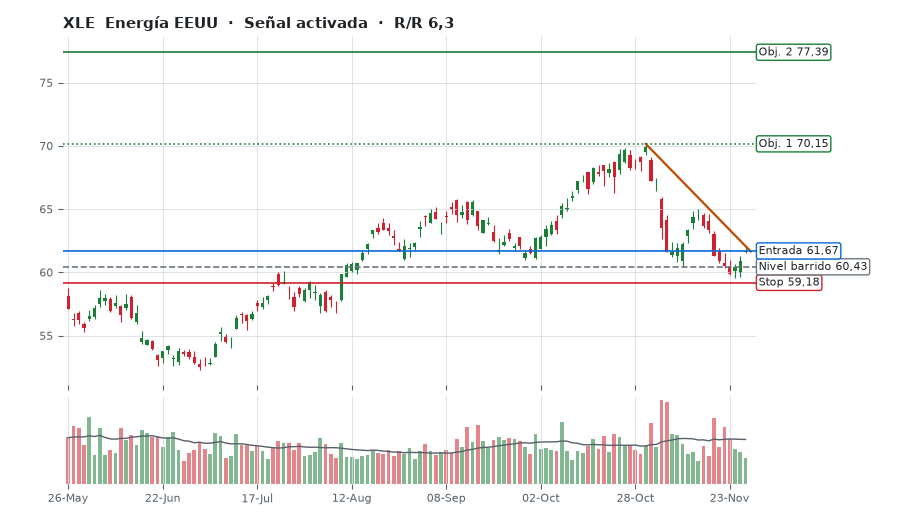 XLE Energía EEUU · Señal activada · R/R 6,3
Obj. 2 77,39
75
70
Obj. 1 70,15
65
Entrada 61,67
Nivel barrido 60,43
60
Stop 59,18
55
26-May 22-Jun 17-Jul 12-Aug 08-Sep 02-Oct 28-Oct 23-Nov